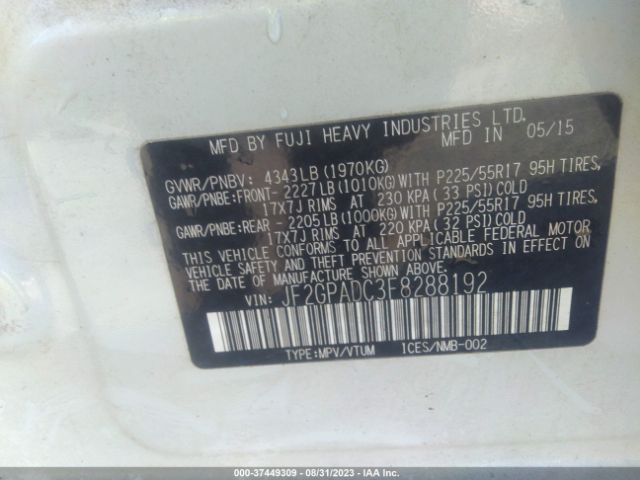 MFD BY FUJI HEAVY INDUSTRIES LTD.
MFD IN 05/15
GVWR/PNBV: 4343LB(1970KG)
GAWR/PNBE:FRONT- 2227LB(1010KG)WITH P225/55R17 95H TIRES,
17X7J RIMS AT 230 KPA(33 PSI)COLD
GAWR/PNBE:REAR - 2205LB(1000KG)WITH P225/55R17 95H TIRES,
17X7J RIMS AT 220 KPA(32 PSI)COLD
THIS VEHICLE CONFORMS TO ALL APPLICABLE FEDERAL MOTOR
VEHICLE SAFETY AND THEFT PREVENTION STANDARDS IN EFFECT ON
THE DATE OF MANUFACTURE SHOWN ABOVE.
VIN: JF2GPADC3F8288192
TYPE:MPV/VTUM ICES/NMB-002
000-37449309 - 08/31/2023 - IAA Inc.